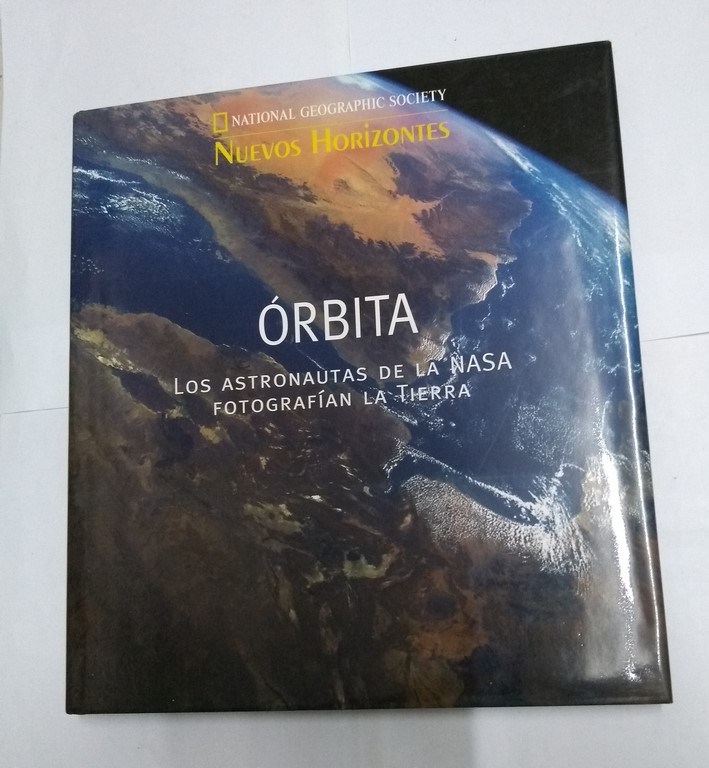 NATIONAL GEOGRAPHIC SOCIETY
NUEVOS HORIZONTES
ÓRBITA
LOS ASTRONAUTAS DE LA NASA
FOTOGRAFÍAN LA TIERRA